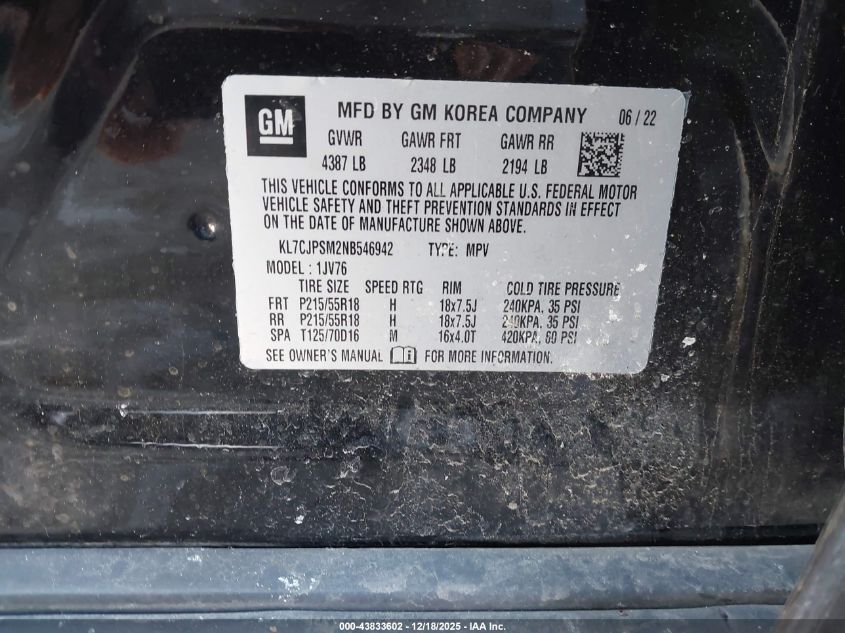 GM
MFD BY GM KOREA COMPANY 06 / 22
GVWR GAWR FRT GAWR RR
4387 LB 2348 LB 2194 LB
THIS VEHICLE CONFORMS TO ALL APPLICABLE U.S. FEDERAL MOTOR
VEHICLE SAFETY AND THEFT PREVENTION STANDARDS IN EFFECT
ON THE DATE OF MANUFACTURE SHOWN ABOVE.
KL7CJPSM2NB546942 TYPE: MPV
MODEL : 1JV76
TIRE SIZE SPEED RTG RIM COLD TIRE PRESSURE
FRT P215/55R18 H 18x7.5J 240KPA, 35 PSI
RR P215/55R18 H 18x7.5J 240KPA, 35 PSI
SPA T125/70D16 M 16x4.0T 420KPA, 60 PSI
SEE OWNER'S MANUAL FOR MORE INFORMATION.
000-43833602 - 12/18/2025 - IAA Inc.